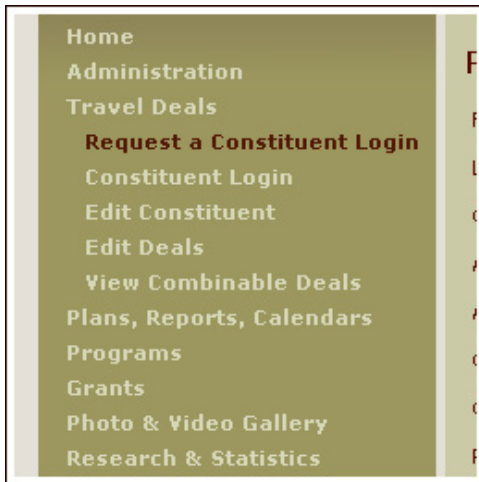 Home
Administration
Travel Deals
Request a Constituent Login
Constituent Login
Edit Constituent
Edit Deals
View Combinable Deals
Plans, Reports, Calendars
Programs
Grants
Photo & Video Gallery
Research & Statistics